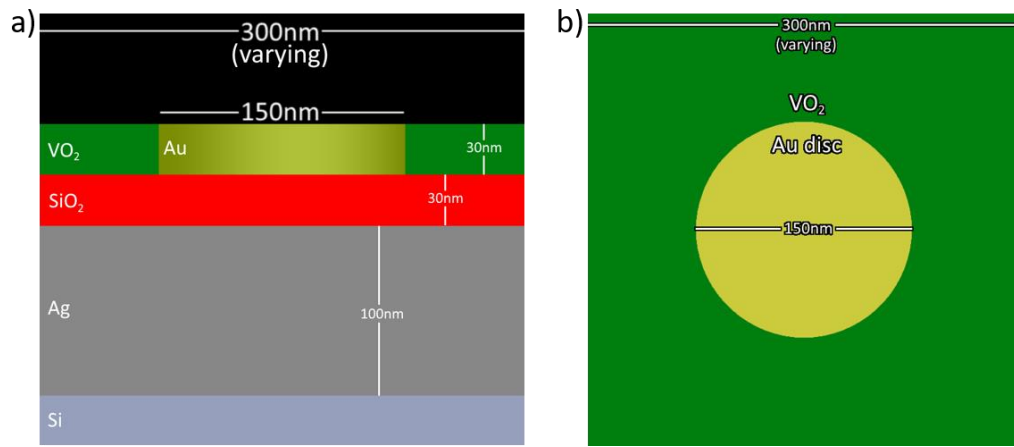 a)
300nm
(varying)
150nm
VO₂
Au
30nm
SiO₂
30nm
Ag
100nm
Si
b)
300nm
(varying)
VO₂
Au disc
150nm